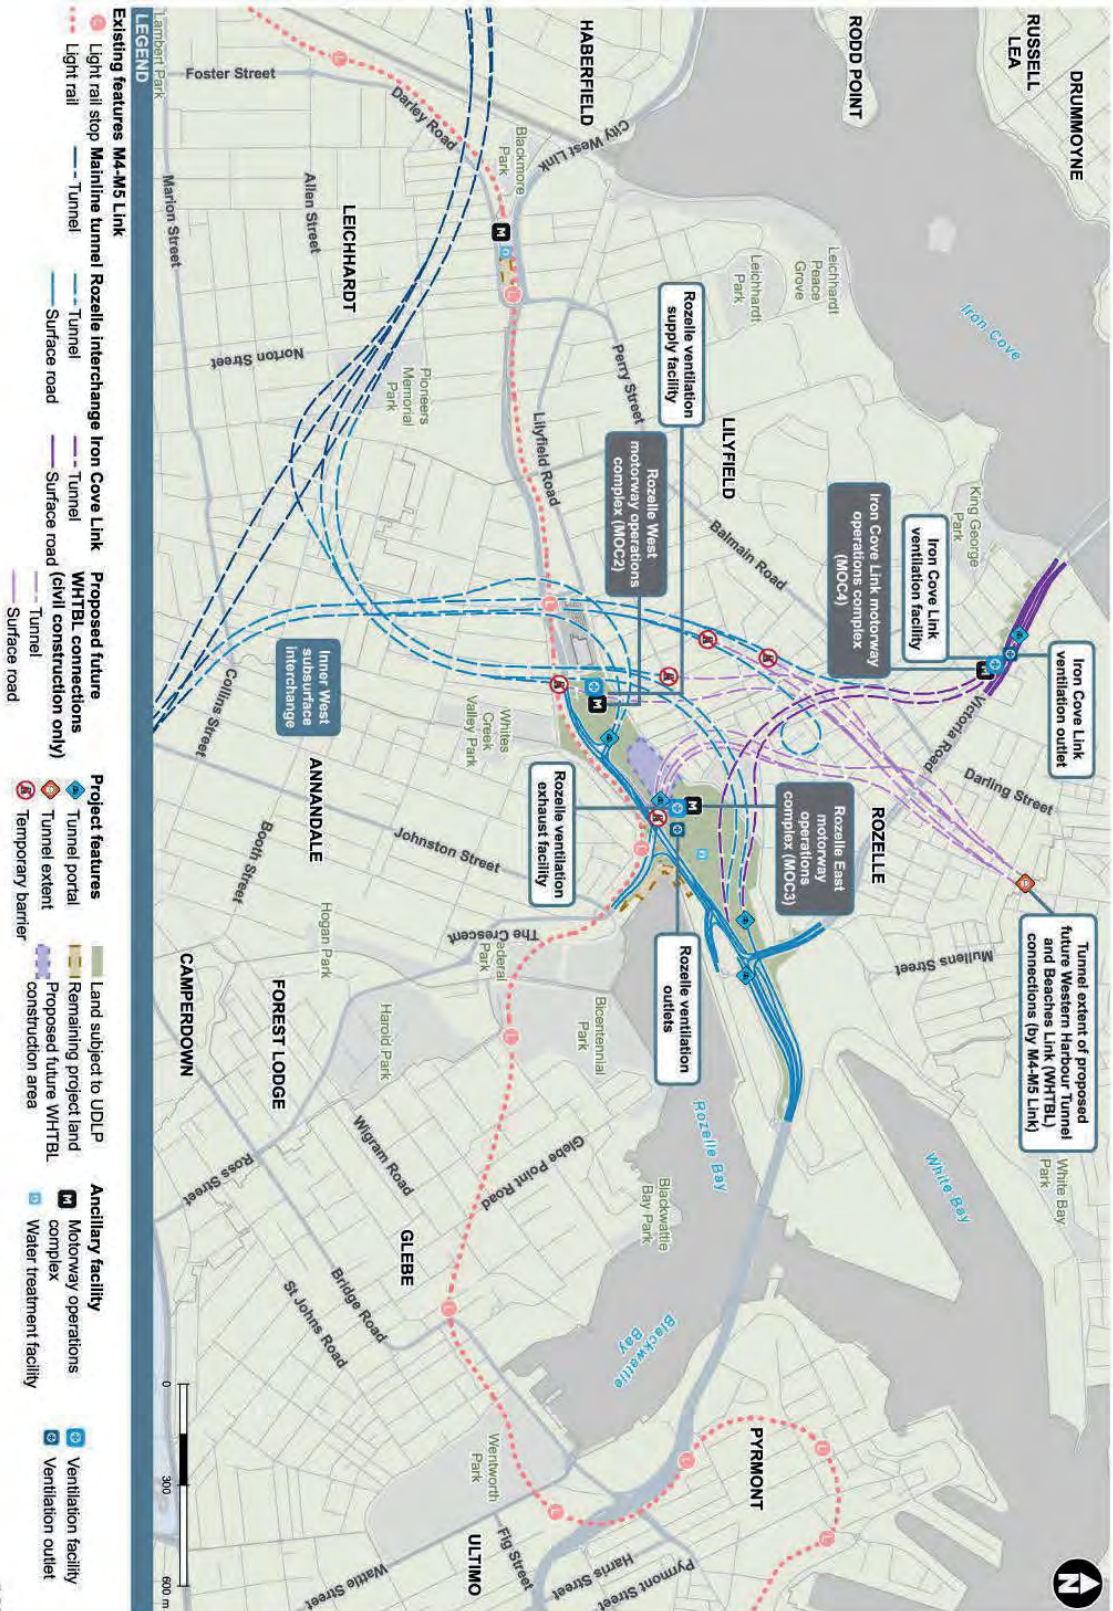 RUSSELL
LEA
DRUMMOYNE
RODD POINT
HABERFIELD
City West Link
Iron Cove
Leichhardt
Peace
Grove
Leichhardt
Park
Blackmore
Park
Darley Road
Foster Street
Lambert Park
Marion Street
Allen Street
LEICHHARDT
Norton Street
Pioneers
Memorial
Park
Lilyfield Road
Perry Street
LILYFIELD
Balmain Road
King George
Park
Victoria Road
Darling Street
ROZELLE
Mullens Street
White Bay
Park
White Bay
Rozelle Bay
Rozelle ventilation
supply facility
Rozelle West
motorway operations
complex (MOC2)
Iron Cove Link motorway
operations complex
(MOC4)
Iron Cove Link
ventilation facility
Iron Cove Link
ventilation outlet
Rozelle East
motorway
operations
complex (MOC3)
Tunnel extent of proposed
future Western Harbour Tunnel
and Beaches Link (WHTBL)
connections (by M4-M5 Link)
Rozelle ventilation
outlets
Rozelle ventilation
exhaust facility
Inner West
subsurface
interchange
Whites
Creek
Valley Park
Collins Street
ANNANDALE
Johnston Street
Booth Street
The Crescent
Hogan Park
Federal
Park
Bicentennial
Park
Harold Park
CAMPERDOWN
FOREST LODGE
Wigram Road
Ross Street
Glebe Point Road
GLEBE
Bridge Road
St Johns Road
Blackwattle
Bay Park
Blackwattle
Bay
PYRMONT
Wentworth
Park
ULTIMO
Fig Street
Wattle Street
Harris Street
Pyrmont Street
N
0 300 600 m
LEGEND
Existing features
Light rail stop
Light rail
M4-M5 Link
Mainline tunnel
Tunnel
Rozelle interchange
Tunnel
Surface road
Iron Cove Link
Tunnel
Surface road
Proposed future
WHTBL connections
(civil construction only)
Tunnel
Surface road
Project features
Tunnel portal
Tunnel extent
Temporary barrier
Land subject to UDLP
Remaining project land
Proposed future WHTBL
construction area
Ancillary facility
Motorway operations
complex
Water treatment facility
Ventilation facility
Ventilation outlet